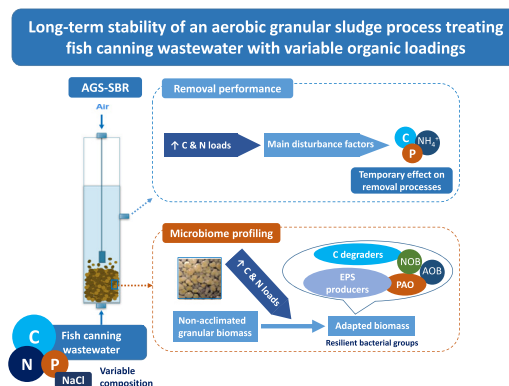 Long-term stability of an aerobic granular sludge process treating
fish canning wastewater with variable organic loadings
AGS-SBR
Air
Removal performance
↑ C & N loads
Main disturbance factors
C
NH₄⁺
P
Temporary effect on
removal processes
Microbiome profiling
↑ C & N loads
C degraders
NOB
AOB
EPS
producers
PAO
Non-acclimated
granular biomass
Adapted biomass
Resilient bacterial groups
C
N
P
NaCl
Fish canning
wastewater
Variable
composition